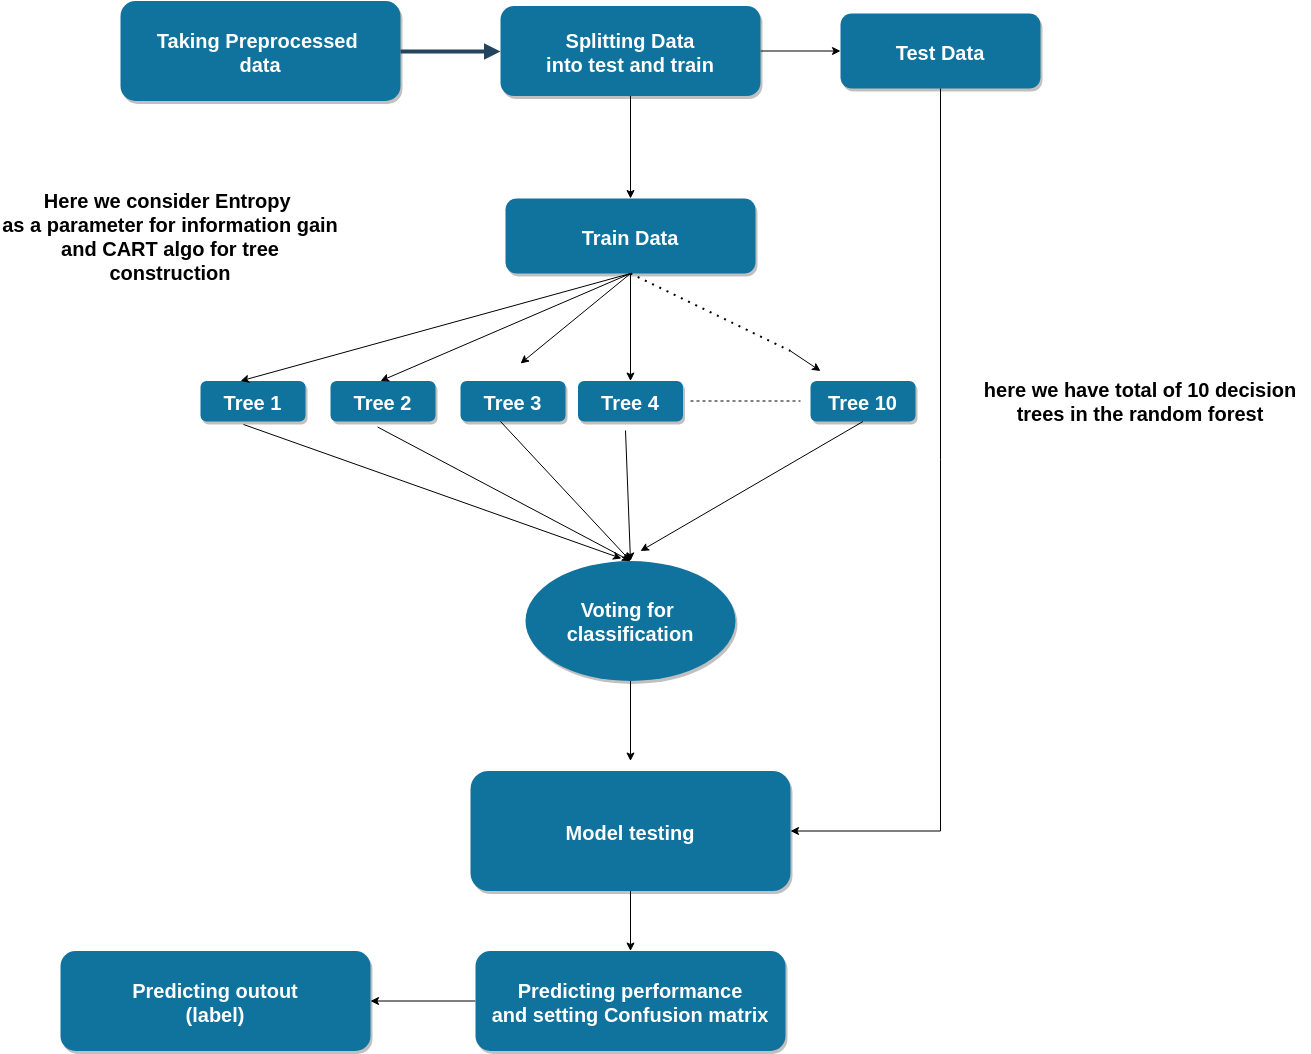 Taking Preprocessed
data
Splitting Data
into test and train
Test Data
Here we consider Entropy
as a parameter for information gain
and CART algo for tree
construction
Train Data
Tree 1
Tree 2
Tree 3
Tree 4
Tree 10
here we have total of 10 decision
trees in the random forest
Voting for
classification
Model testing
Predicting outout
(label)
Predicting performance
and setting Confusion matrix